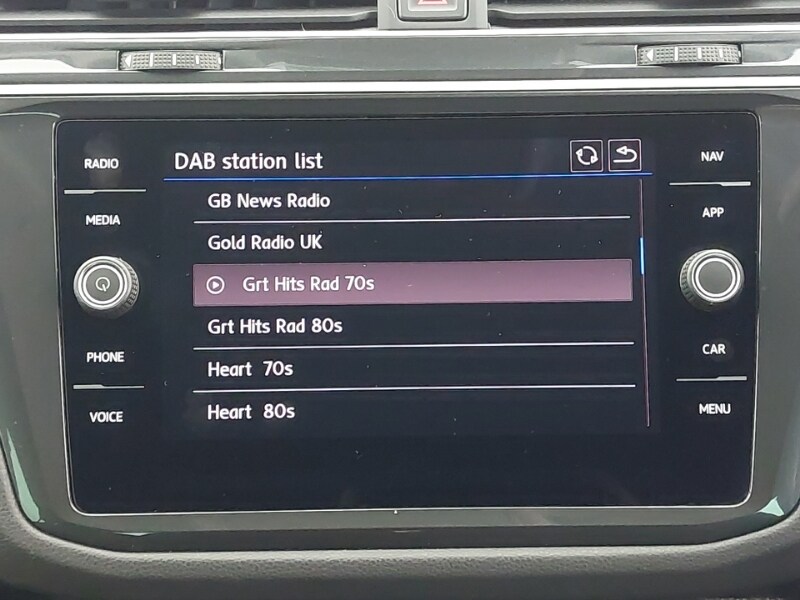 RADIO
MEDIA
PHONE
VOICE
DAB station list
GB News Radio
Gold Radio UK
Grt Hits Rad 70s
Grt Hits Rad 80s
Heart 70s
Heart 80s
NAV
APP
CAR
MENU